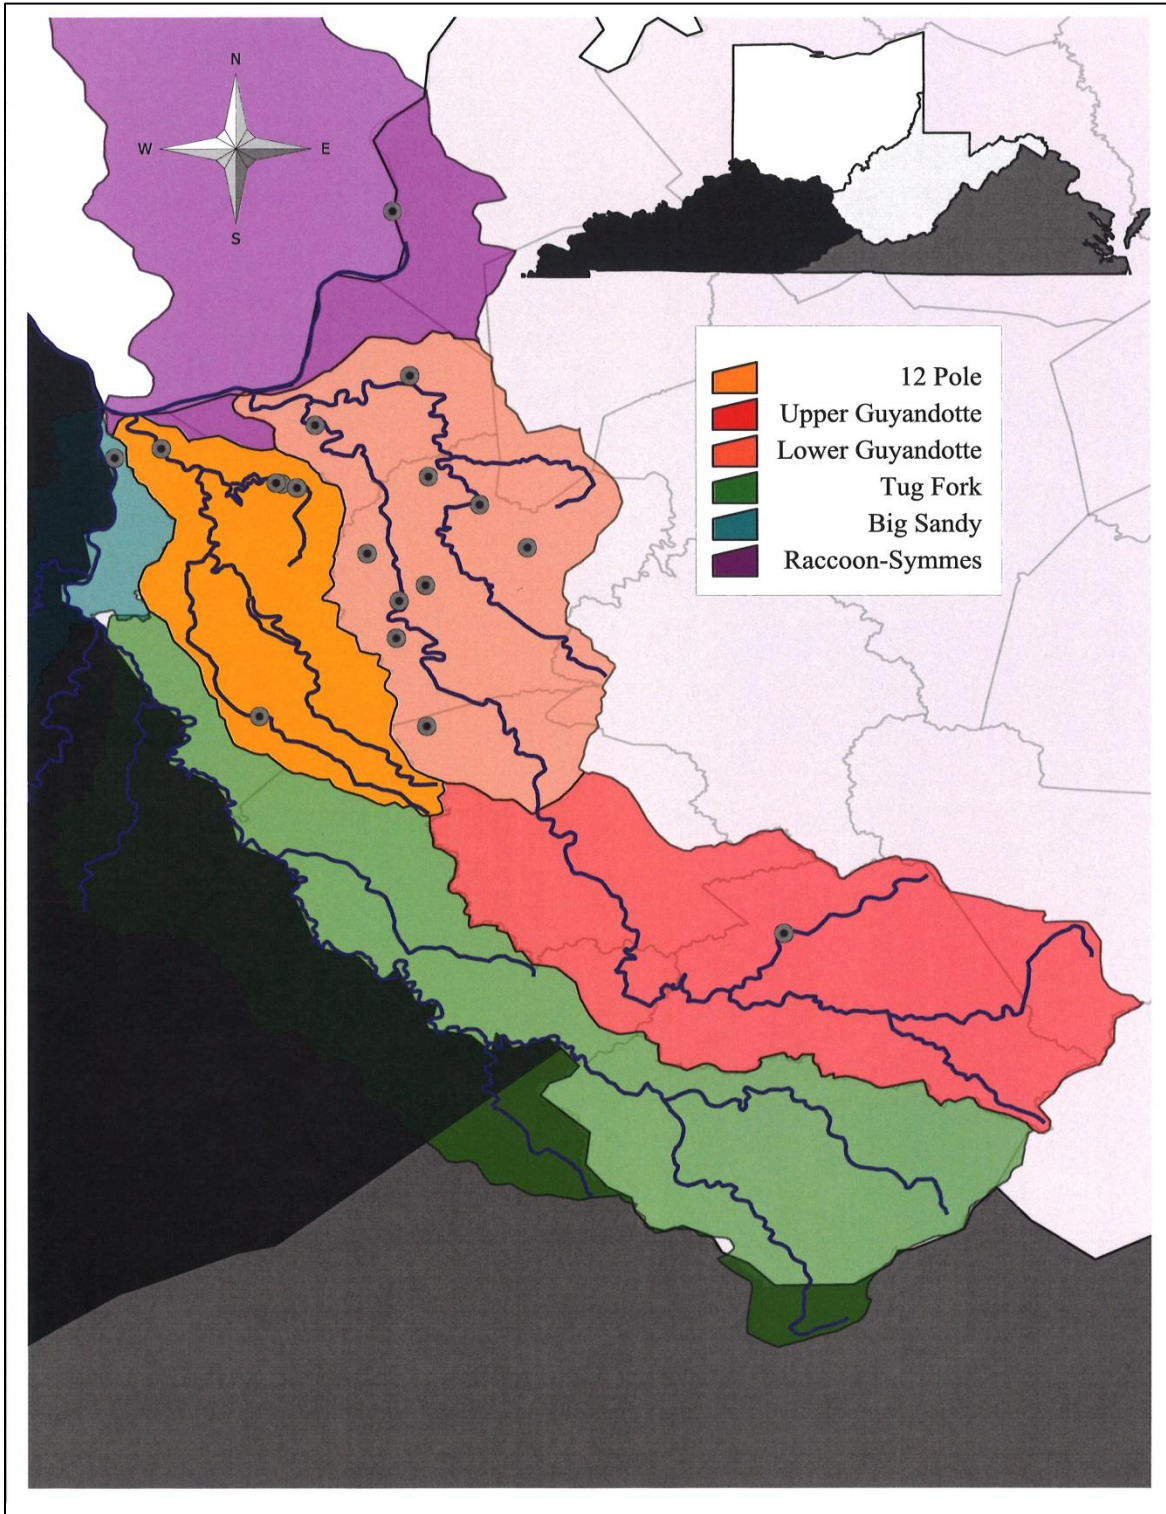 N
W E
S
12 Pole
Upper Guyandotte
Lower Guyandotte
Tug Fork
Big Sandy
Raccoon-Symmes